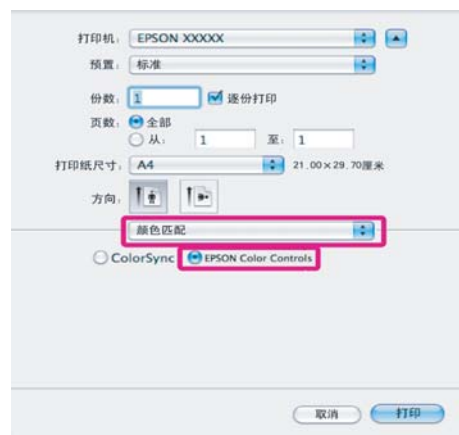 打印机: EPSON XXXXX
预置: 标准
份数: 1 逐份打印
页数: 全部
从: 1 至: 1
打印纸尺寸: A4 21.00×29.70厘米
方向:
颜色匹配
ColorSync EPSON Color Controls
取消 打印